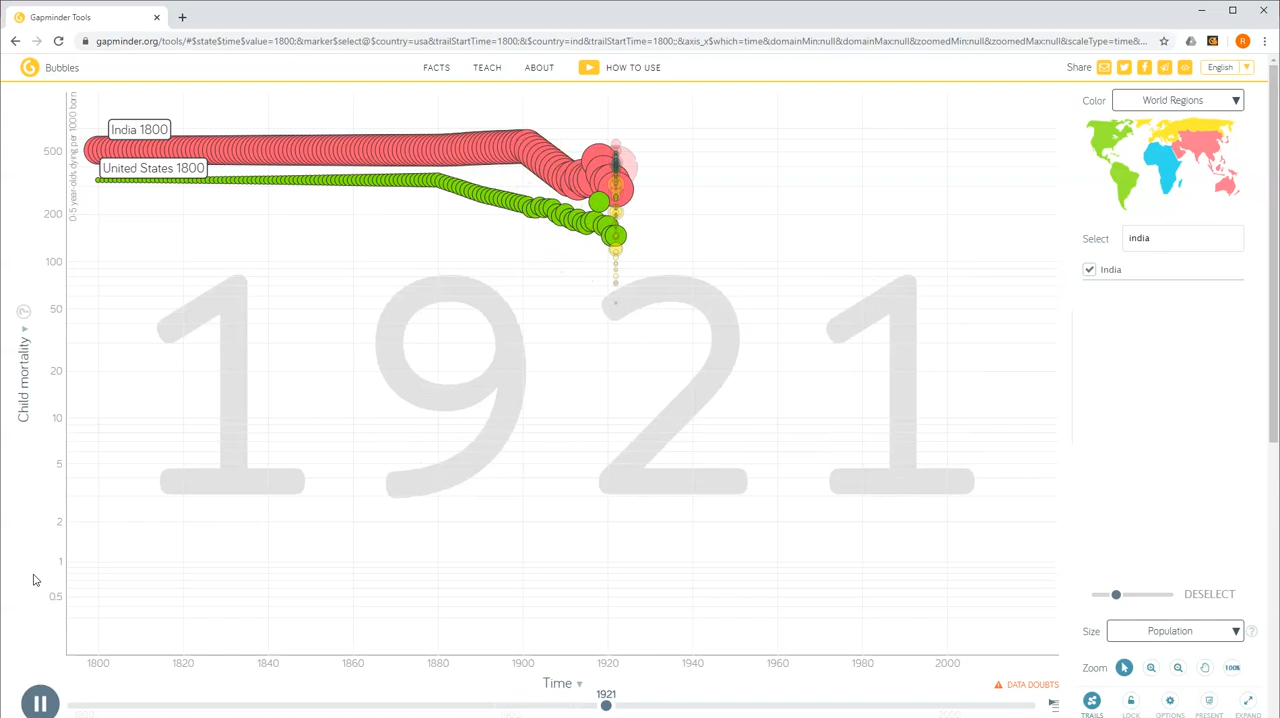 Gapminder Tools
gapminder.org/tools/#$state$time$value=1800;&marker$select@$country=usa&trailStartTime=1800;&$country=ind&trailStartTime=1800;;&axis_x$which=time&domainMin:null&domainMax:null&zoomedMin:null&zoomedMax:null&scaleType=time&...
R
Bubbles
FACTS TEACH ABOUT HOW TO USE
Share
English ▼
Color World Regions ▼
Select india
India
DESELECT
Size Population ▼ ?
Zoom 100%
TRAILS LOCK OPTIONS PRESENT EXPAND
0-5 year-olds dying per 1000 born
Child mortality ▼ ?
500
200
100
50
20
10
5
2
1
0.5
India 1800
United States 1800
1921
1800 1820 1840 1860 1880 1900 1920 1940 1960 1980 2000
Time ▼
DATA DOUBTS
1921
1900 2000